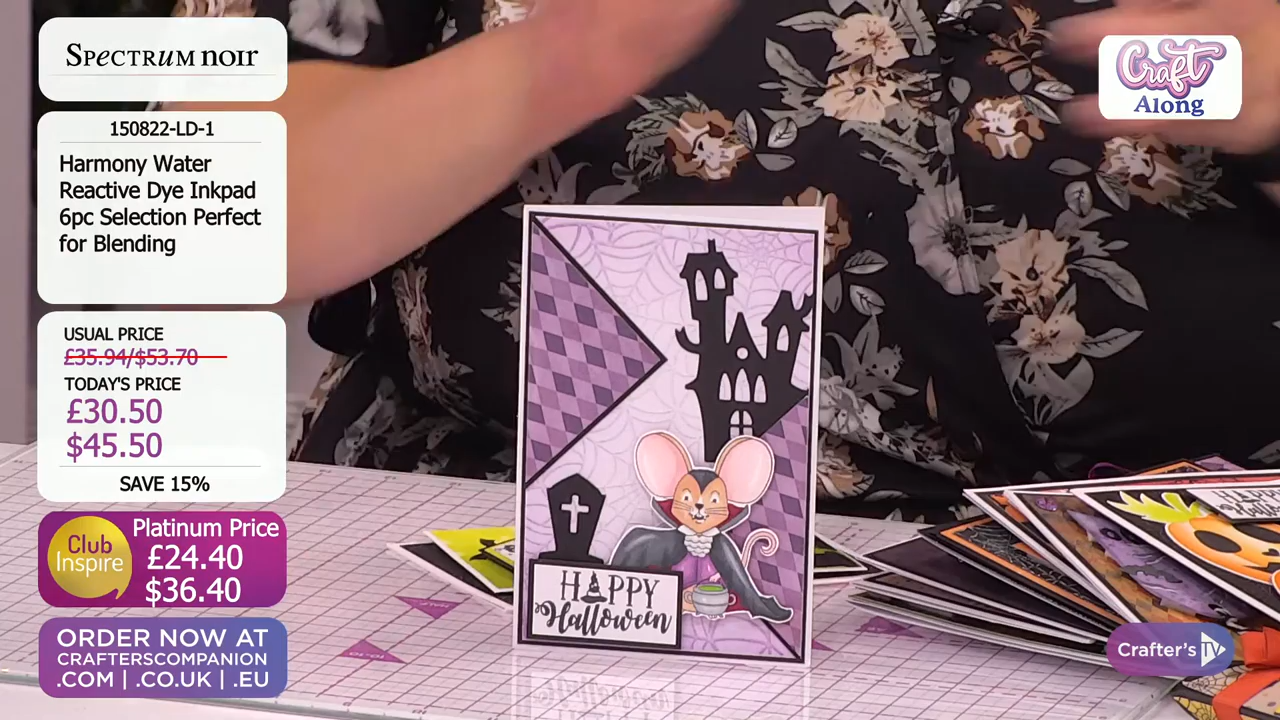 Spectrum noir
150822-LD-1
Harmony Water
Reactive Dye Inkpad
6pc Selection Perfect
for Blending
USUAL PRICE
£35.94/$53.70
TODAY'S PRICE
£30.50
$45.50
SAVE 15%
Club
Inspire
Platinum Price
£24.40
$36.40
ORDER NOW AT
CRAFTERSCOMPANION
.COM | .CO.UK | .EU
Craft
Along
HAPPY
Halloween
HAPPY
Crafter's TV